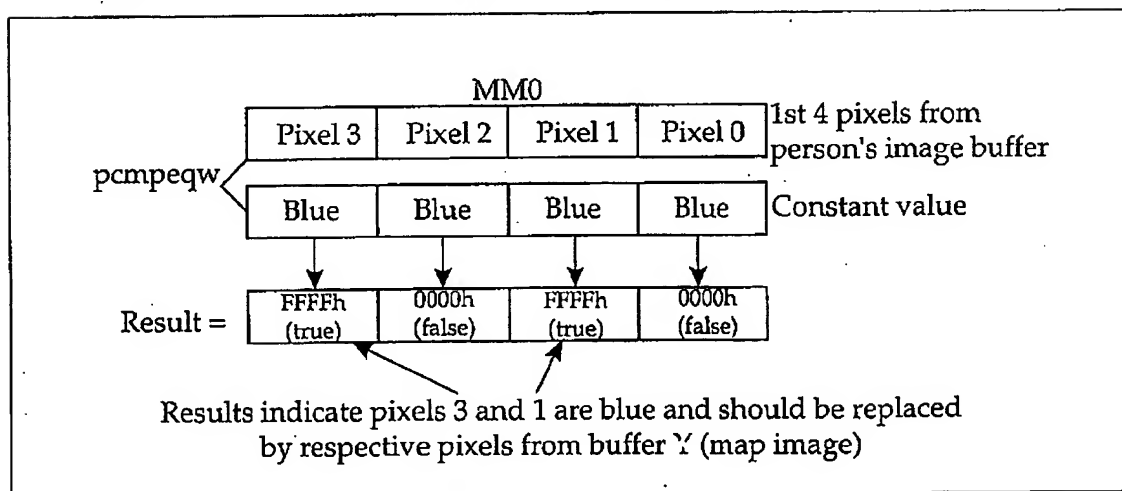 MM0
Pixel 3 Pixel 2 Pixel 1 Pixel 0
1st 4 pixels from
person's image buffer
pcmpeqw
Blue Blue Blue Blue Constant value
Result =
FFFFh 0000h FFFFh 0000h
(true) (false) (true) (false)
Results indicate pixels 3 and 1 are blue and should be replaced
by respective pixels from buffer Y (map image)